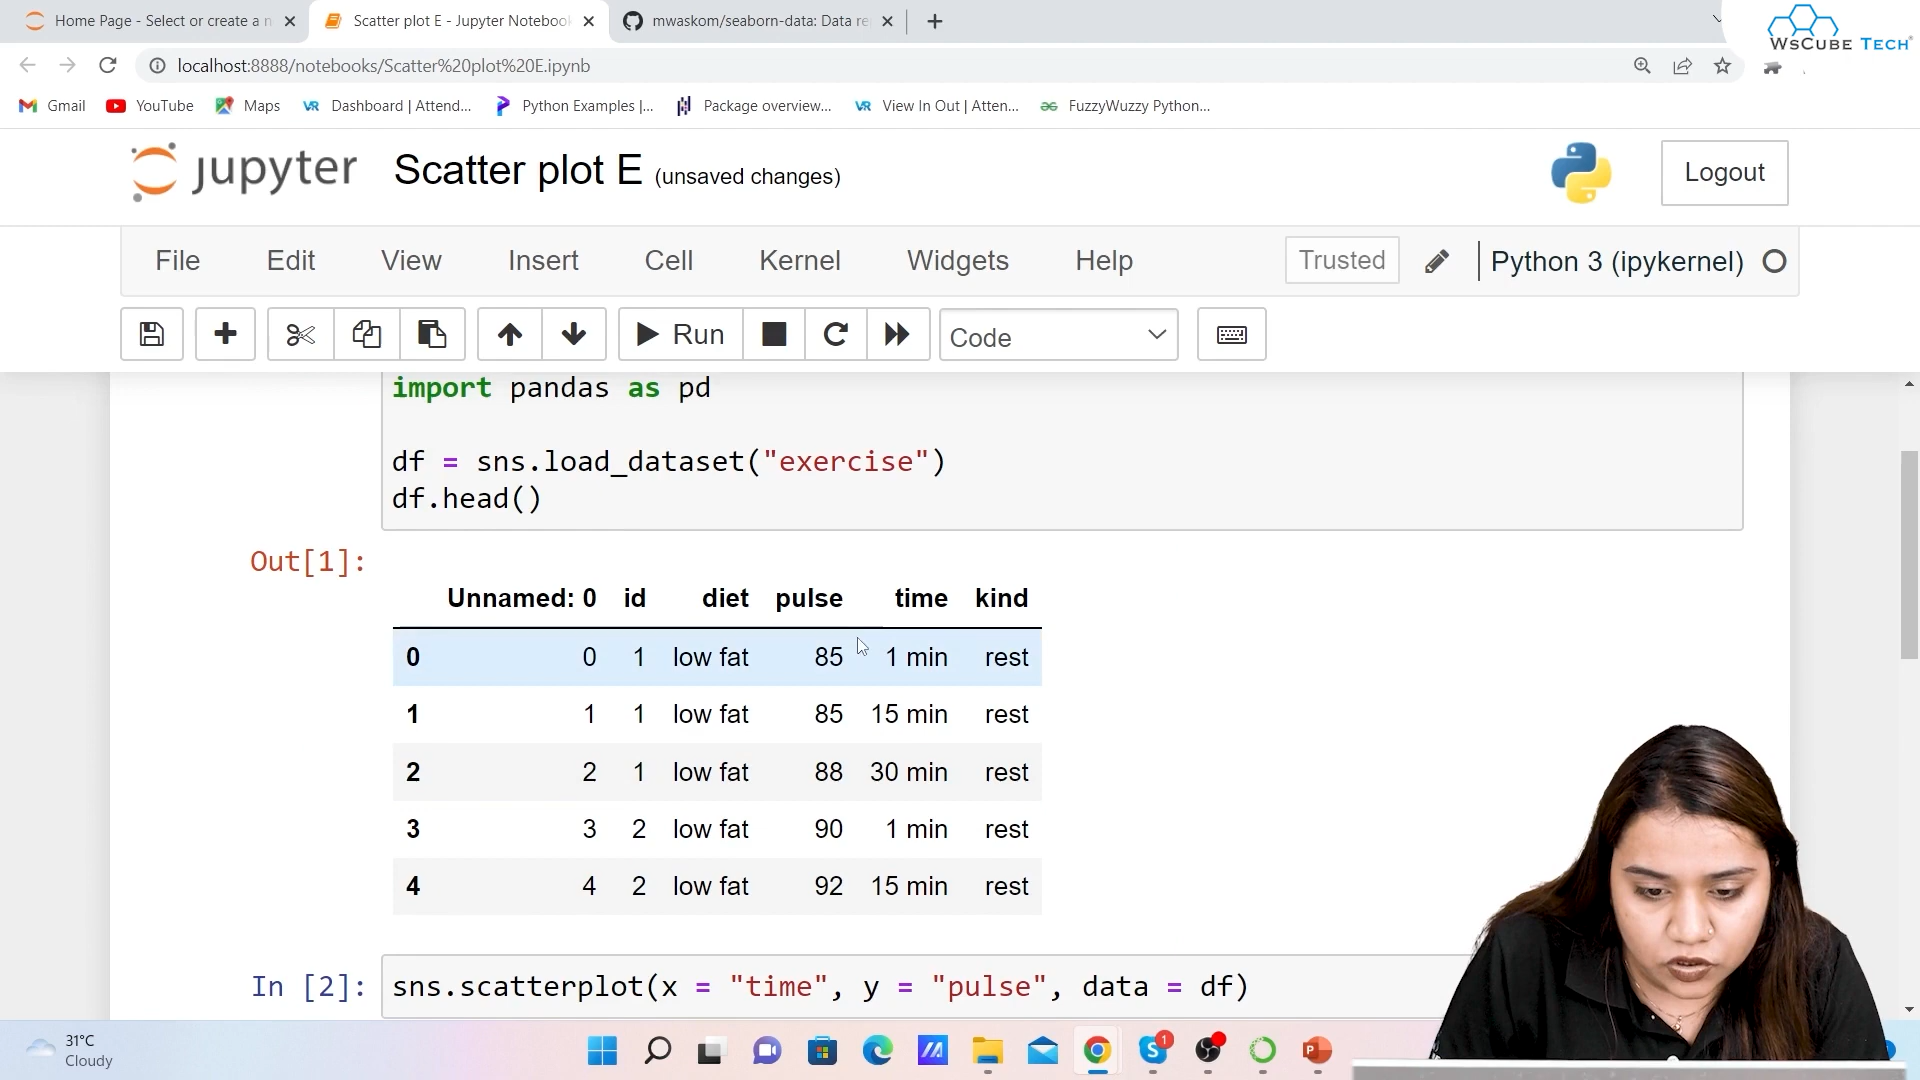 Home Page - Select or create a n
Scatter plot E - Jupyter Noteboo
mwaskom/seaborn-data: Data re
WsCube Tech
localhost:8888/notebooks/Scatter%20plot%20E.ipynb
Gmail
YouTube
Maps
VR Dashboard | Attend...
Python Examples |...
Package overview...
VR View In Out | Atten...
FuzzyWuzzy Python...
jupyter Scatter plot E (unsaved changes)
Logout
File Edit View Insert Cell Kernel Widgets Help
Trusted
Python 3 (ipykernel)
Run
Code
import pandas as pd
df = sns.load_dataset("exercise")
df.head()
Out[1]:
Unnamed: 0 id diet pulse time kind
0 0 1 low fat 85 1 min rest
1 1 1 low fat 85 15 min rest
2 2 1 low fat 88 30 min rest
3 3 2 low fat 90 1 min rest
4 4 2 low fat 92 15 min rest
In [2]: sns.scatterplot(x = "time", y = "pulse", data = df)
31°C
Cloudy
1